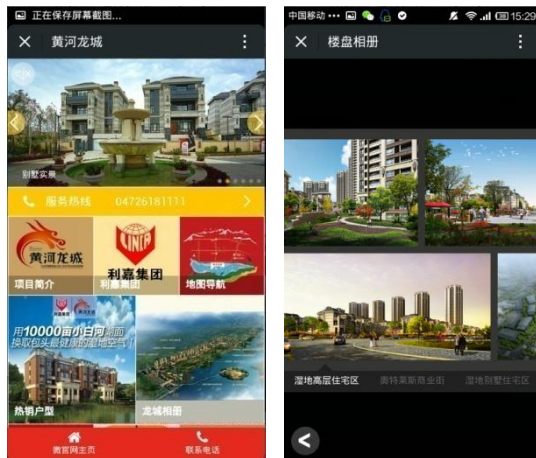 正在保存屏幕截图...
黄河龙城
别墅实景
服务热线 04726181111
黄河龙城
LINCA
利嘉集团
项目简介
利嘉集团
地图导航
用10000亩小白河湖面
换取包头最健康的湿地空气!
热销户型
龙城相册
微官网主页
联系电话
中国移动 15:29
楼盘相册
湿地高层住宅区
奥特莱斯商业街
湿地别墅住宅区